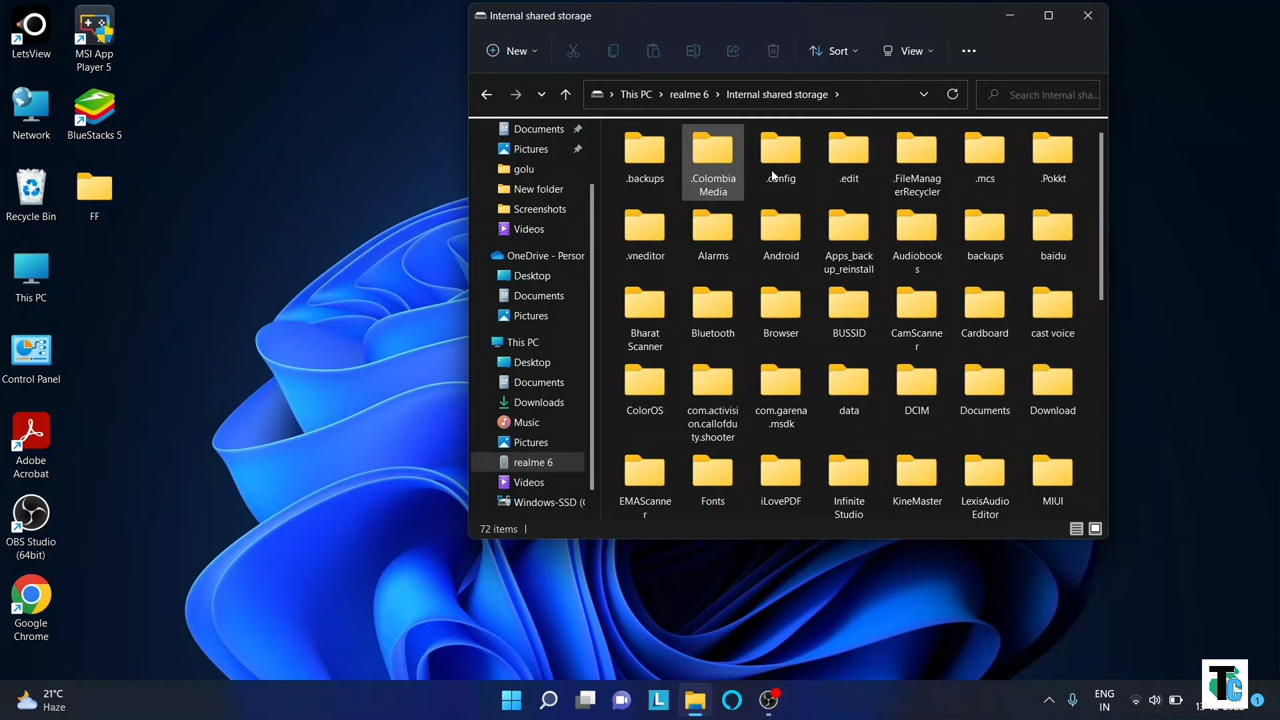 LetsView
MSI App
Player 5
Network
BlueStacks 5
Recycle Bin
FF
This PC
Control Panel
Adobe
Acrobat
OBS Studio
(64bit)
Google
Chrome
Internal shared storage
New
Sort
View
This PC
realme 6
Internal shared storage
Search Internal sha...
Documents
Pictures
golu
New folder
Screenshots
Videos
OneDrive - Persor
Desktop
Documents
Pictures
This PC
Desktop
Documents
Downloads
Music
Pictures
realme 6
Videos
Windows-SSD (
.backups
.Colombia
Media
.config
.edit
.FileManag
erRecycler
.mcs
.Pokkt
.vneditor
Alarms
Android
Apps_back
up_reinstall
Audiobook
s
backups
baidu
Bharat
Scanner
Bluetooth
Browser
BUSSID
CamScanne
r
Cardboard
cast voice
ColorOS
com.activisi
on.callofdu
ty.shooter
com.garena
.msdk
data
DCIM
Documents
Download
EMAScanne
r
Fonts
iLovePDF
Infinite
Studio
KineMaster
LexisAudio
Editor
MIUI
72 items
21°C
Haze
L
ENG
IN
1